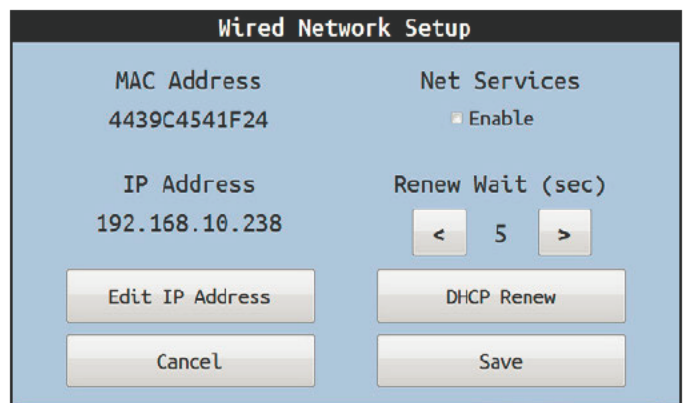 Wired Network Setup
MAC Address
4439C4541F24
Net Services
Enable
IP Address
192.168.10.238
Renew Wait (sec)
< 5 >
Edit IP Address
DHCP Renew
Cancel
Save